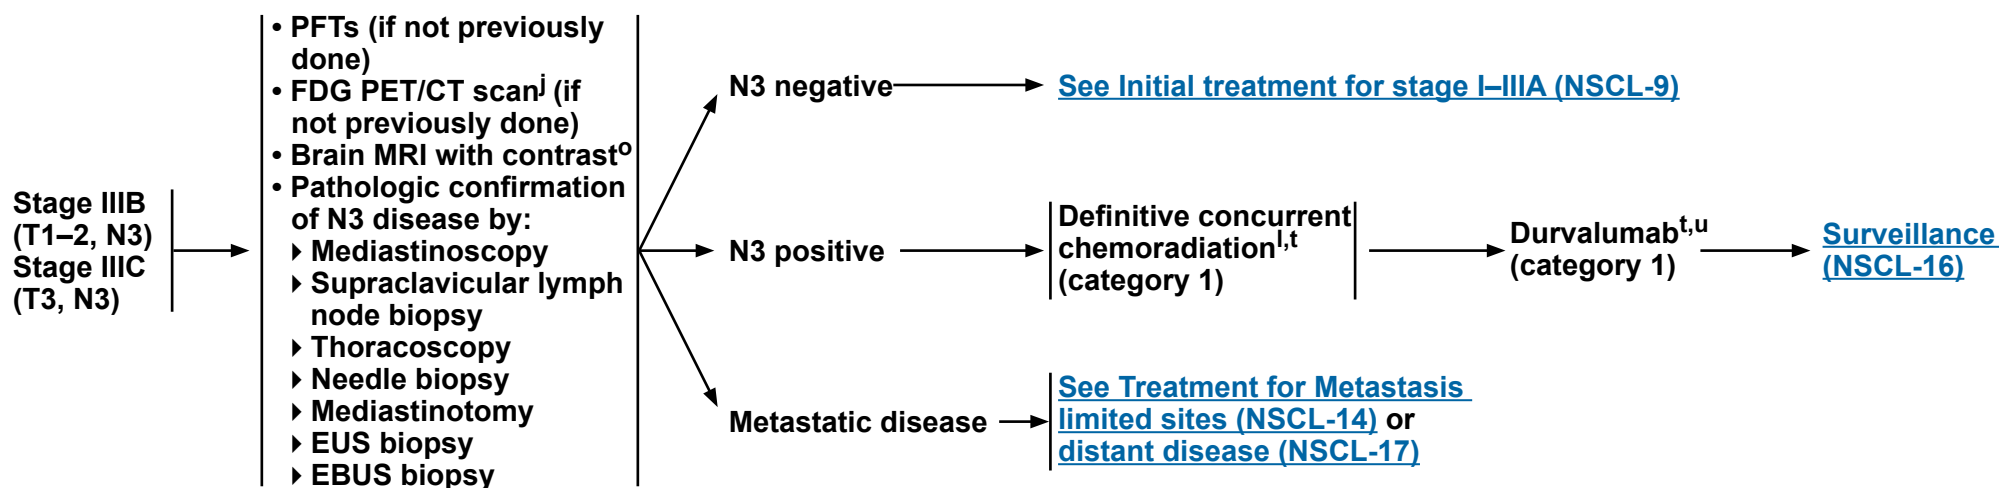 Stage IIIB
(T1–2, N3)
Stage IIIC
(T3, N3)
• PFTs (if not previously
done)
• FDG PET/CT scanj (if
not previously done)
• Brain MRI with contrasto
• Pathologic confirmation
of N3 disease by:
▸ Mediastinoscopy
▸ Supraclavicular lymph
node biopsy
▸ Thoracoscopy
▸ Needle biopsy
▸ Mediastinotomy
▸ EUS biopsy
▸ EBUS biopsy
N3 negative
See Initial treatment for stage I–IIIA (NSCL-9)
N3 positive
Definitive concurrent
chemoradiationl,t
(category 1)
Durvalumabt,u
(category 1)
Surveillance
(NSCL-16)
Metastatic disease
See Treatment for Metastasis
limited sites (NSCL-14) or
distant disease (NSCL-17)